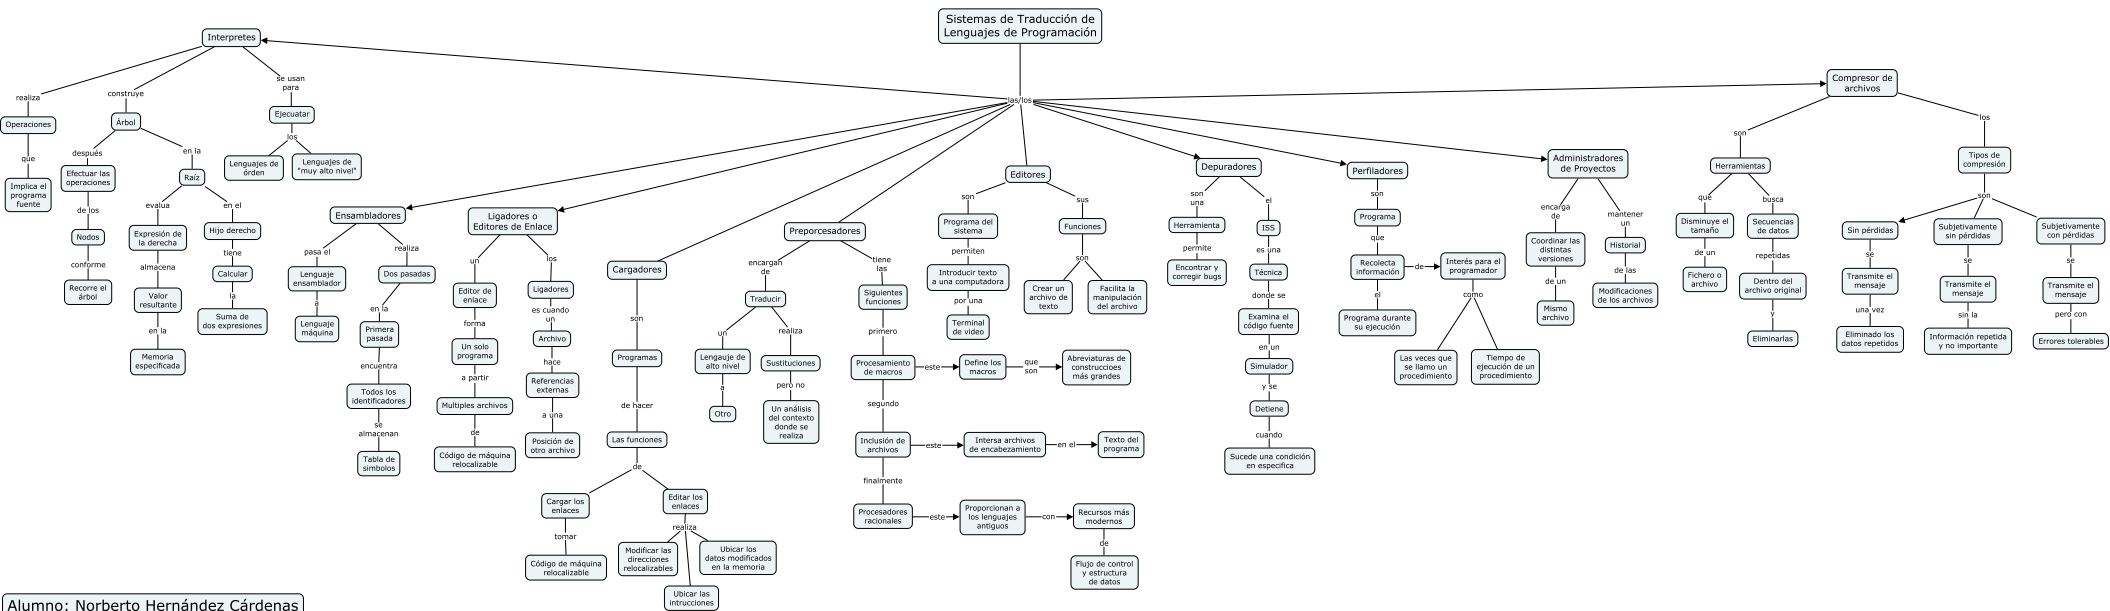 Sistemas de Traducción de
Lenguajes de Programación
las/los
Interpretes
realiza
Operaciones
que
Implica el
programa
fuente
construye
Árbol
después
Efectuar las
operaciones
de los
Nodos
conforme
Recorre el
árbol
en la
Raíz
evalua
Expresión de
la derecha
almacena
Valor
resultante
en la
Memoria
especificada
en el
Hijo derecho
tiene
Calcular
la
Suma de
dos expresiones
se usan
para
Ejecuatar
los
Lenguajes de
órden
Lenguajes de
"muy alto nivel"
Ensambladores
pasa el
Lenguaje
ensamblador
a
Lenguaje
máquina
realiza
Dos pasadas
en la
Primera
pasada
encuentra
Todos los
identificadores
se
almacenan
Tabla de
simbolos
Ligadores o
Editores de Enlace
un
Editor de
enlace
forma
Un solo
programa
a partir
Multiples archivos
de
Código de máquina
relocalizable
los
Ligadores
es cuando
un
Archivo
hace
Referencias
externas
a una
Posición de
otro archivo
Cargadores
son
Programas
de hacer
Las funciones
de
Cargar los
enlaces
tomar
Código de máquina
relocalizable
Editar los
enlaces
realiza
Modificar las
direcciones
relocalizables
Ubicar las
intrucciones
Ubicar los
datos modificados
en la memoria
Preporcesadores
encargan
de
Traducir
un
Lengauje de
alto nivel
a
Otro
realiza
Sustituciones
pero no
Un análisis
del contexto
donde se
realiza
tiene
las
Siguientes
funciones
primero
Procesamiento
de macros
este
Define los
macros
que
son
Abreviaturas de
construccioes
más grandes
segundo
Inclusión de
archivos
este
Intersa archivos
de encabezamiento
en el
Texto del
programa
finalmente
Procesadores
racionales
este
Proporcionan a
los lenguajes
antiguos
con
Recursos más
modernos
de
Flujo de control
y estructura
de datos
Editores
son
Programa del
sistema
permiten
Introducir texto
a una computadora
por una
Terminal
de video
sus
Funciones
son
Crear un
archivo de
texto
Facilita la
manipulación
del archivo
Depuradores
son
una
Herramienta
permite
Encontrar y
corregir bugs
el
ISS
es una
Técnica
donde se
Examina el
código fuente
en un
Simulador
y se
Detiene
cuando
Sucede una condición
en especifica
Perfiladores
son
Programa
que
Recolecta
información
el
Programa durante
su ejecución
de
Interés para el
programador
como
Las veces que
se llamo un
procedimiento
Tiempo de
ejecución de un
procedimiento
Administradores
de Proyectos
encarga
de
Coordinar las
distintas
versiones
de un
Mismo
archivo
mantener
un
Historial
de las
Modificaciones
de los archivos
Compresor de
archivos
son
Herramientas
que
Disminuye el
tamaño
de un
Fichero o
archivo
busca
Secuencias
de datos
repetidas
Dentro del
archivo original
y
Eliminarlas
los
Tipos de
compresión
son
Sin pérdidas
se
Transmite el
mensaje
una vez
Eliminado los
datos repetidos
Subjetivamente
sin pérdidas
se
Transmite el
mensaje
sin la
Información repetida
y no importante
Subjetivamente
con pérdidas
se
Transmite el
mensaje
pero con
Errores tolerables
Alumno: Norberto Hernández Cárdenas